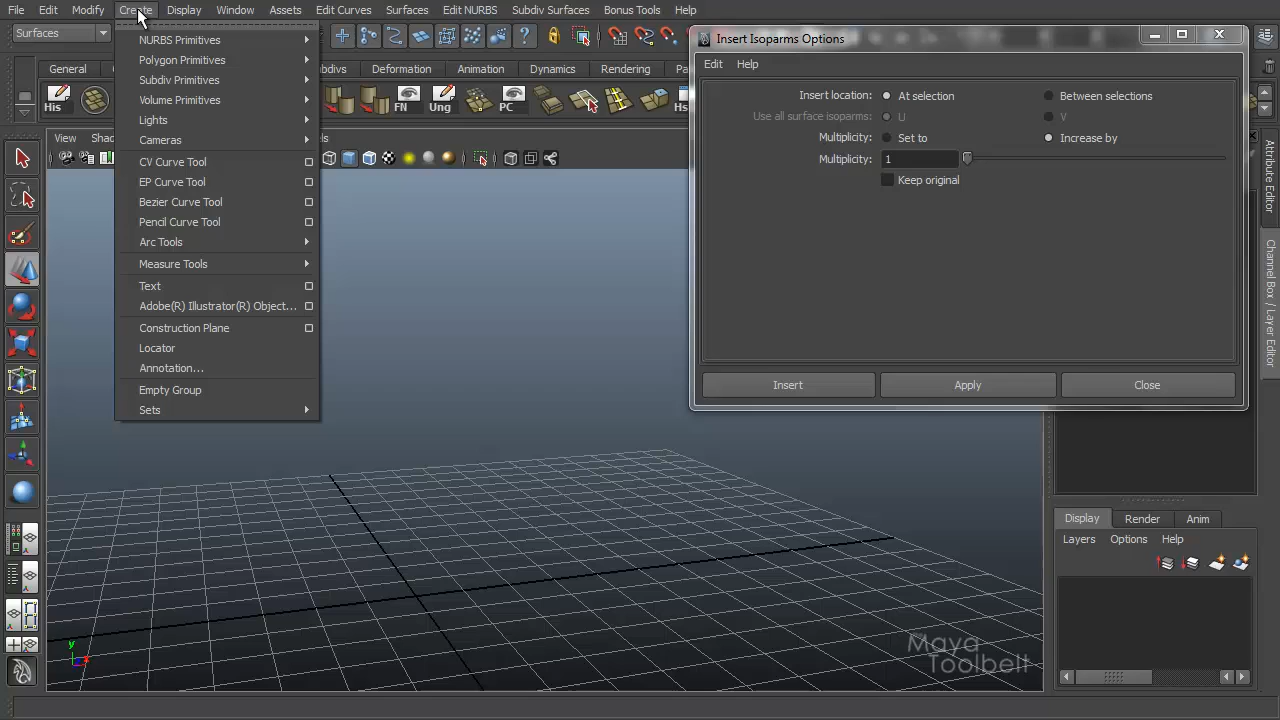 File Edit Modify Create Display Window Assets Edit Curves Surfaces Edit NURBS Subdiv Surfaces Bonus Tools Help
Surfaces
General
bdivs Deformation Animation Dynamics Rendering Pa
His
FN
Ung
PC
Hs
View Shad
els
NURBS Primitives
Polygon Primitives
Subdiv Primitives
Volume Primitives
Lights
Cameras
CV Curve Tool
EP Curve Tool
Bezier Curve Tool
Pencil Curve Tool
Arc Tools
Measure Tools
Text
Adobe(R) Illustrator(R) Object...
Construction Plane
Locator
Annotation...
Empty Group
Sets
Insert Isoparms Options
Edit Help
Insert location: At selection Between selections
Use all surface isoparms: U V
Multiplicity: Set to Increase by
Multiplicity: 1
Keep original
Insert Apply Close
Attribute Editor
Channel Box / Layer Editor
Display Render Anim
Layers Options Help
y
x
Maya
Toolbelt